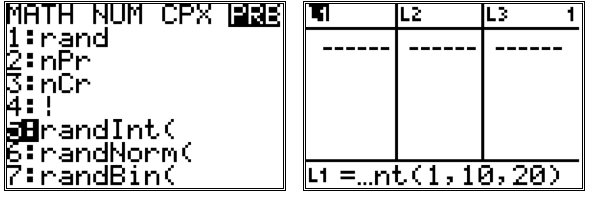 MATH NUM CPX PRB
1:rand
2:nPr
3:nCr
4:!
5:randInt(
6:randNorm(
7:randBin(
L1 L2 L3 1
------ ------ ------
L1 =…nt(1,10,20)